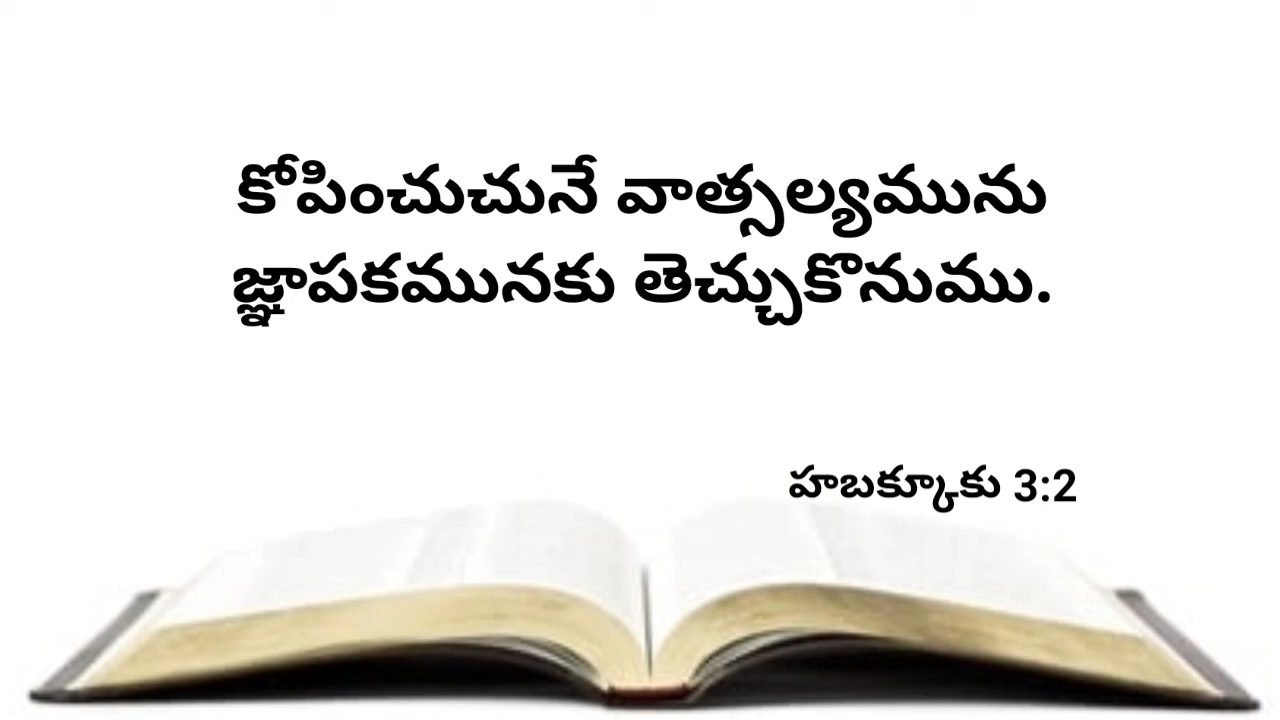 కోపించుచునే వాత్సల్యమును
జ్ఞాపకమునకు తెచ్చుకొనుము.
హబక్కూకు 3:2